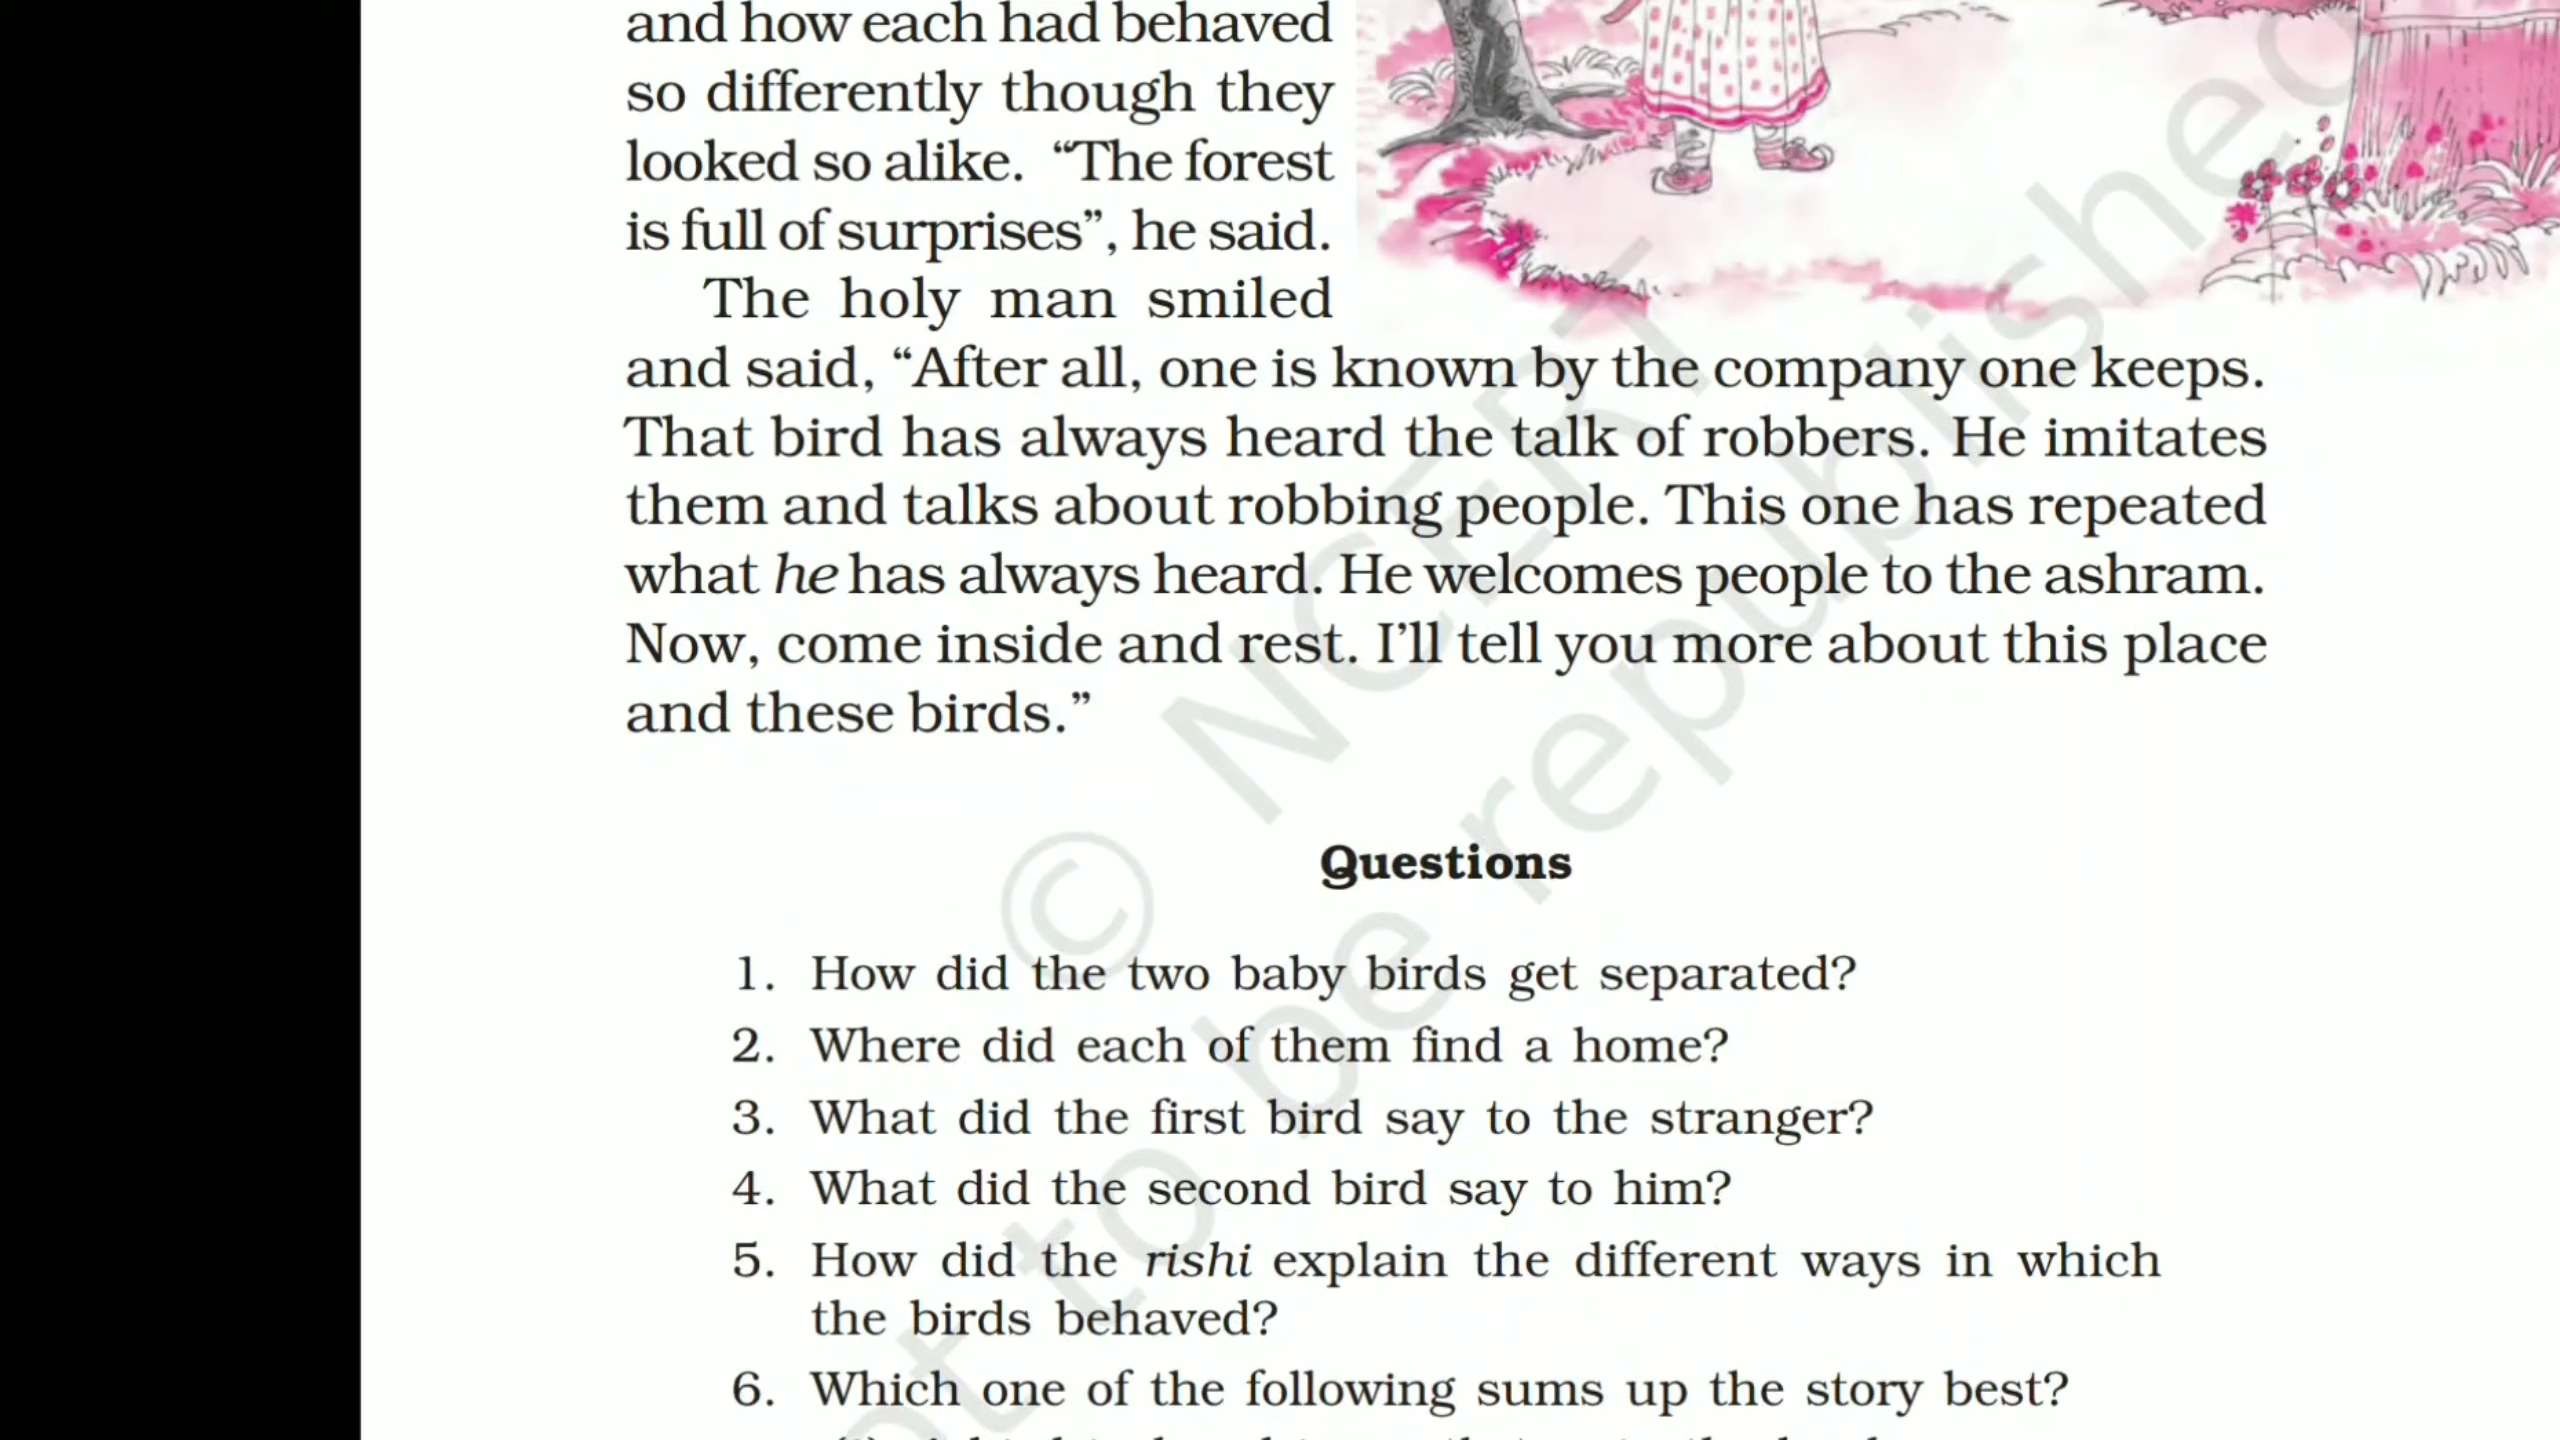 and how each had behaved
so differently though they
looked so alike. “The forest
is full of surprises”, he said.
The holy man smiled
and said, “After all, one is known by the company one keeps.
That bird has always heard the talk of robbers. He imitates
them and talks about robbing people. This one has repeated
what he has always heard. He welcomes people to the ashram.
Now, come inside and rest. I’ll tell you more about this place
and these birds.”
© NCERT
to be republished
Questions
1. How did the two baby birds get separated?
2. Where did each of them find a home?
3. What did the first bird say to the stranger?
4. What did the second bird say to him?
5. How did the rishi explain the different ways in which
the birds behaved?
6. Which one of the following sums up the story best?